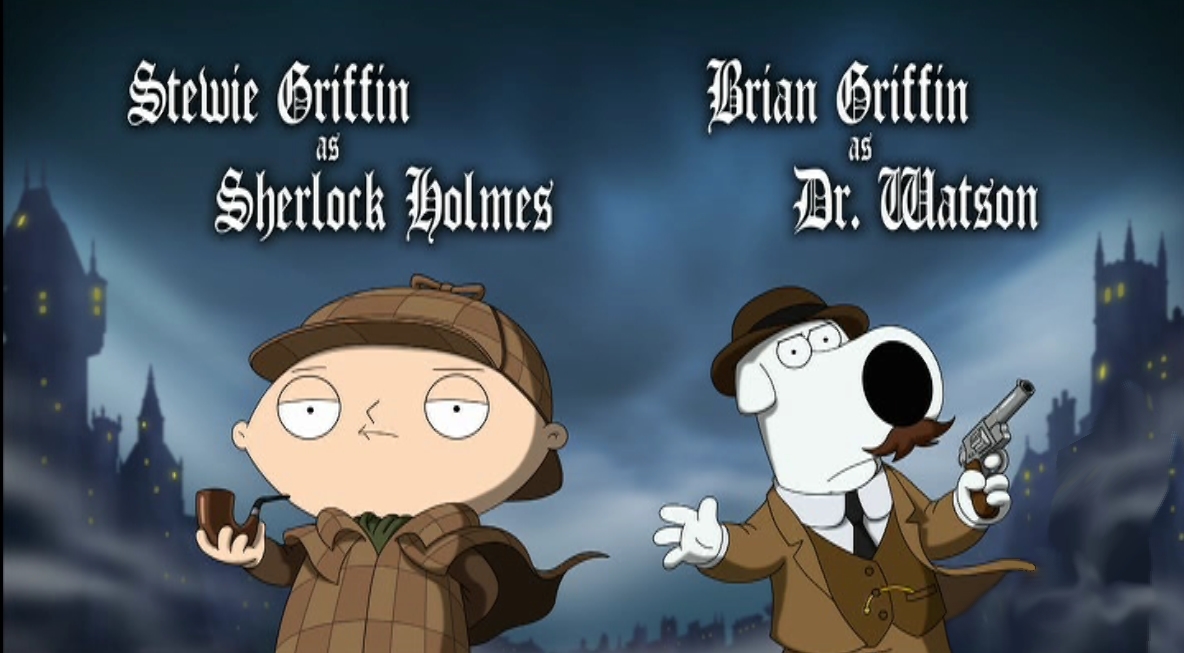 Stewie Griffin
as
Sherlock Holmes
Brian Griffin
as
Dr. Watson